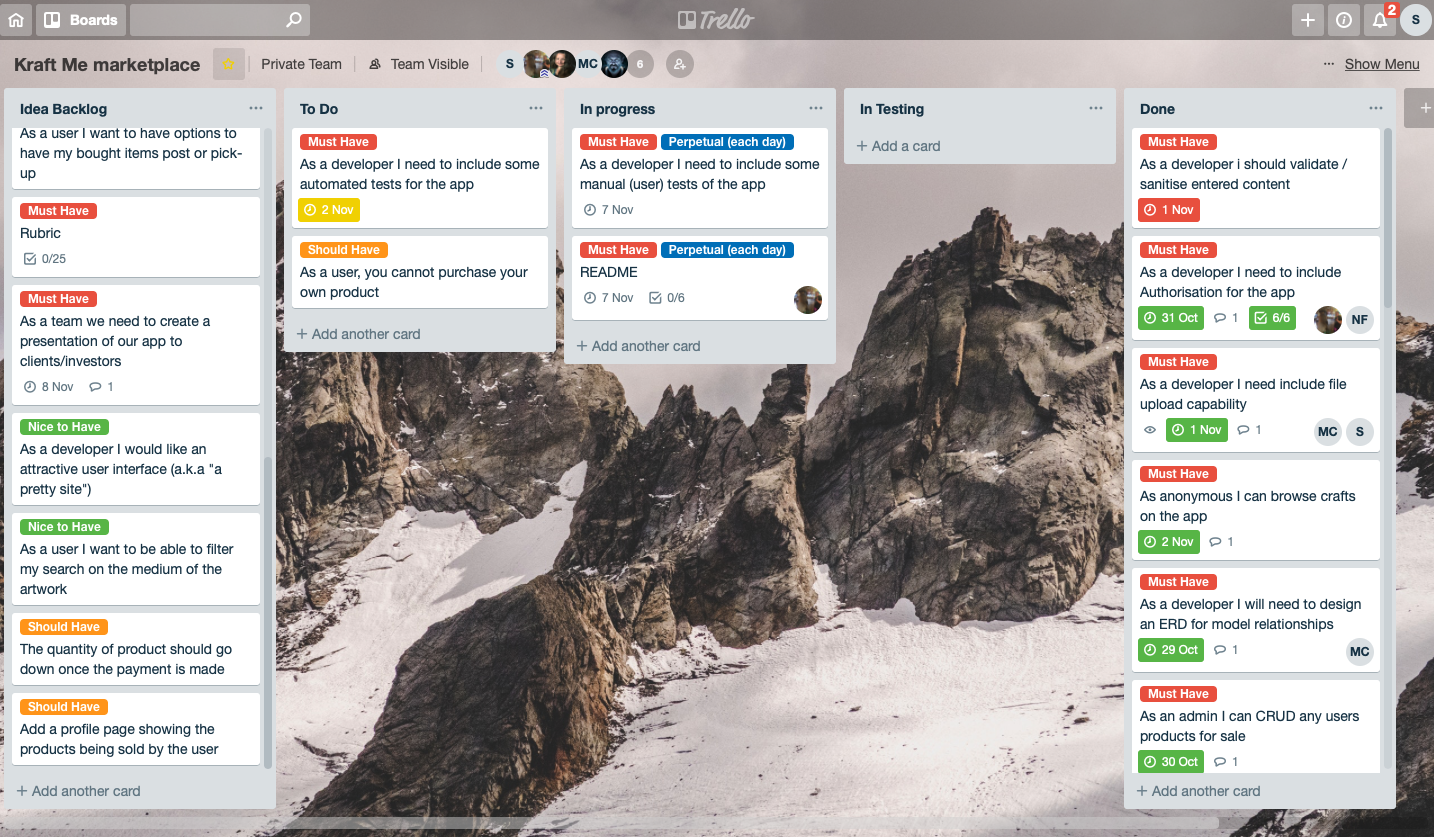 Boards
Trello
2
S
Kraft Me marketplace
Private Team
Team Visible
S
MC
6
Show Menu
Idea Backlog
As a user I want to have options to
have my bought items post or pick-
up
Must Have
Rubric
0/25
Must Have
As a team we need to create a
presentation of our app to
clients/investors
8 Nov 1
Nice to Have
As a developer I would like an
attractive user interface (a.k.a "a
pretty site")
Nice to Have
As a user I want to be able to filter
my search on the medium of the
artwork
Should Have
The quantity of product should go
down once the payment is made
Should Have
Add a profile page showing the
products being sold by the user
+ Add another card
To Do
Must Have
As a developer I need to include some
automated tests for the app
2 Nov
Should Have
As a user, you cannot purchase your
own product
+ Add another card
In progress
Must Have Perpetual (each day)
As a developer I need to include some
manual (user) tests of the app
7 Nov
Must Have Perpetual (each day)
README
7 Nov 0/6
+ Add another card
In Testing
+ Add a card
Done
Must Have
As a developer i should validate /
sanitise entered content
1 Nov
Must Have
As a developer I need to include
Authorisation for the app
31 Oct 1 6/6 NF
Must Have
As a developer I need include file
upload capability
1 Nov 1 MC S
Must Have
As anonymous I can browse crafts
on the app
2 Nov 1
Must Have
As a developer I will need to design
an ERD for model relationships
29 Oct 1 MC
Must Have
As an admin I can CRUD any users
products for sale
30 Oct 1
+ Add another card